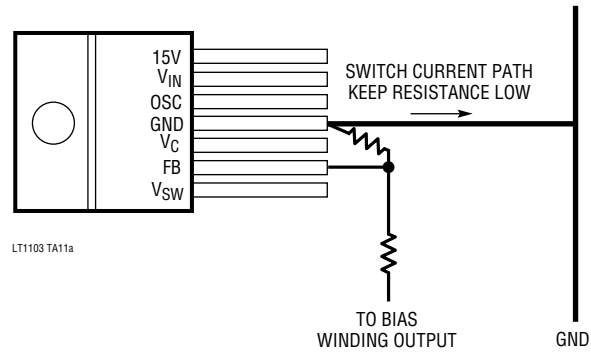 15V
VIN
OSC
GND
VC
FB
VSW
SWITCH CURRENT PATH
KEEP RESISTANCE LOW
LT1103 TA11a
TO BIAS
WINDING OUTPUT
GND